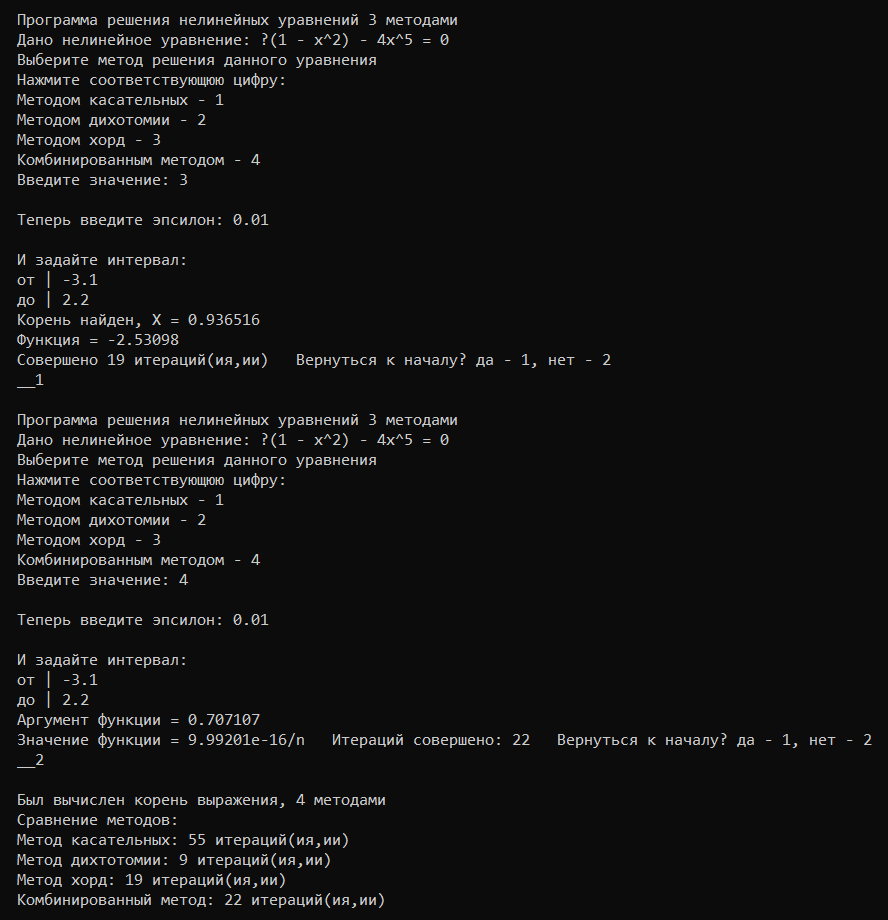 Программа решения нелинейных уравнений 3 методами
Дано нелинейное уравнение: ?(1 - x^2) - 4x^5 = 0
Выберите метод решения данного уравнения
Нажмите соответствующую цифру:
Методом касательных - 1
Методом дихотомии - 2
Методом хорд - 3
Комбинированным методом - 4
Введите значение: 3
Теперь введите эпсилон: 0.01
И задайте интервал:
от | -3.1
до | 2.2
Корень найден, X = 0.936516
Функция = -2.53098
Совершено 19 итераций(ия,ии)   Вернуться к началу? да - 1, нет - 2
__1
Программа решения нелинейных уравнений 3 методами
Дано нелинейное уравнение: ?(1 - x^2) - 4x^5 = 0
Выберите метод решения данного уравнения
Нажмите соответствующую цифру:
Методом касательных - 1
Методом дихотомии - 2
Методом хорд - 3
Комбинированным методом - 4
Введите значение: 4
Теперь введите эпсилон: 0.01
И задайте интервал:
от | -3.1
до | 2.2
Аргумент функции = 0.707107
Значение функции = 9.99201e-16/n   Итераций совершено: 22   Вернуться к началу? да - 1, нет - 2
__2
Был вычислен корень выражения, 4 методами
Сравнение методов:
Метод касательных: 55 итераций(ия,ии)
Метод дихтотомии: 9 итераций(ия,ии)
Метод хорд: 19 итераций(ия,ии)
Комбинированный метод: 22 итераций(ия,ии)